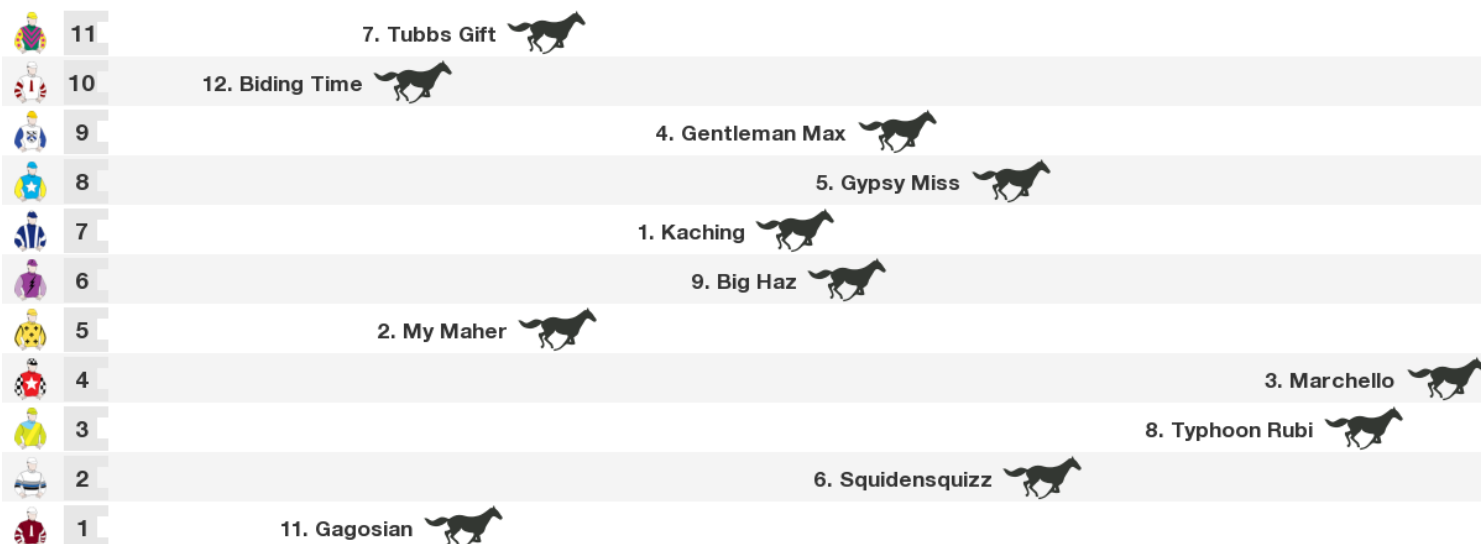 11 7. Tubbs Gift
10 12. Biding Time
9 4. Gentleman Max
8 5. Gypsy Miss
7 1. Kaching
6 9. Big Haz
5 2. My Maher
4 3. Marchello
3 8. Typhoon Rubi
2 6. Squidensquizz
1 11. Gagosian